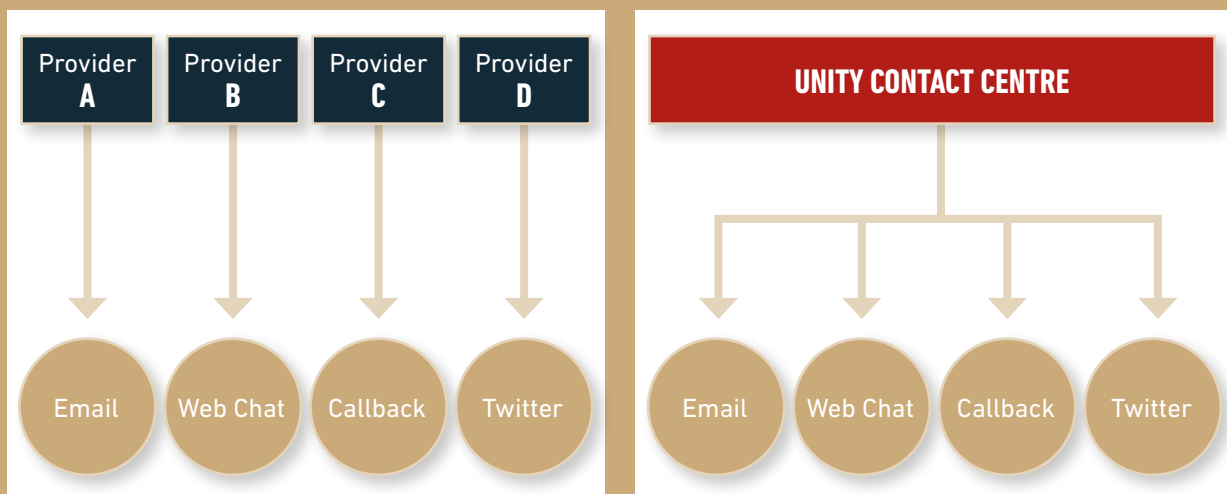 Provider
A
Provider
B
Provider
C
Provider
D
Email
Web Chat
Callback
Twitter
UNITY CONTACT CENTRE
Email
Web Chat
Callback
Twitter